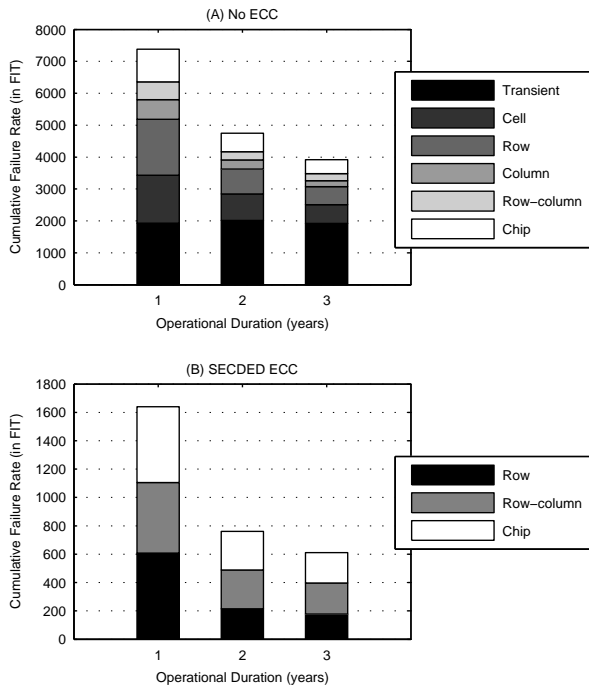 (A) No ECC
8000
7000
6000
5000
4000
3000
2000
1000
0
Cumulative Failure Rate (in FIT)
1 2 3
Operational Duration (years)
Transient
Cell
Row
Column
Row−column
Chip
(B) SECDED ECC
1800
1600
1400
1200
1000
800
600
400
200
0
Cumulative Failure Rate (in FIT)
1 2 3
Operational Duration (years)
Row
Row−column
Chip